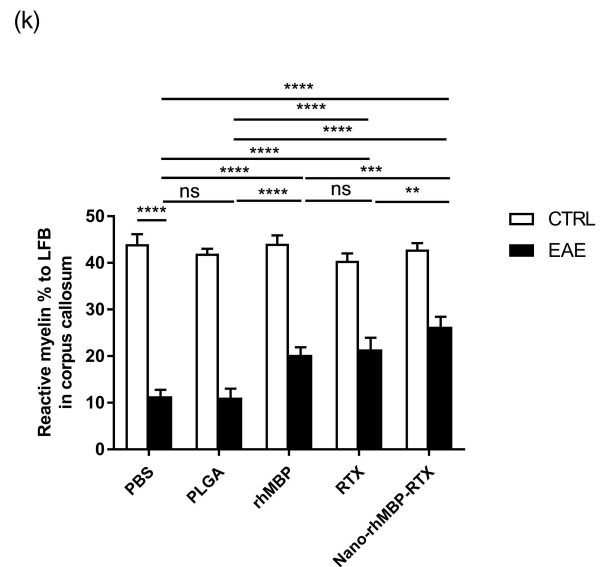 (k)
****
****
****
****
****
***
ns
****
ns
**
****
50
40
30
20
10
0
Reactive myelin % to LFB
in corpus callosum
CTRL
EAE
PBS
PLGA
rhMBP
RTX
Nano-rhMBP-RTX